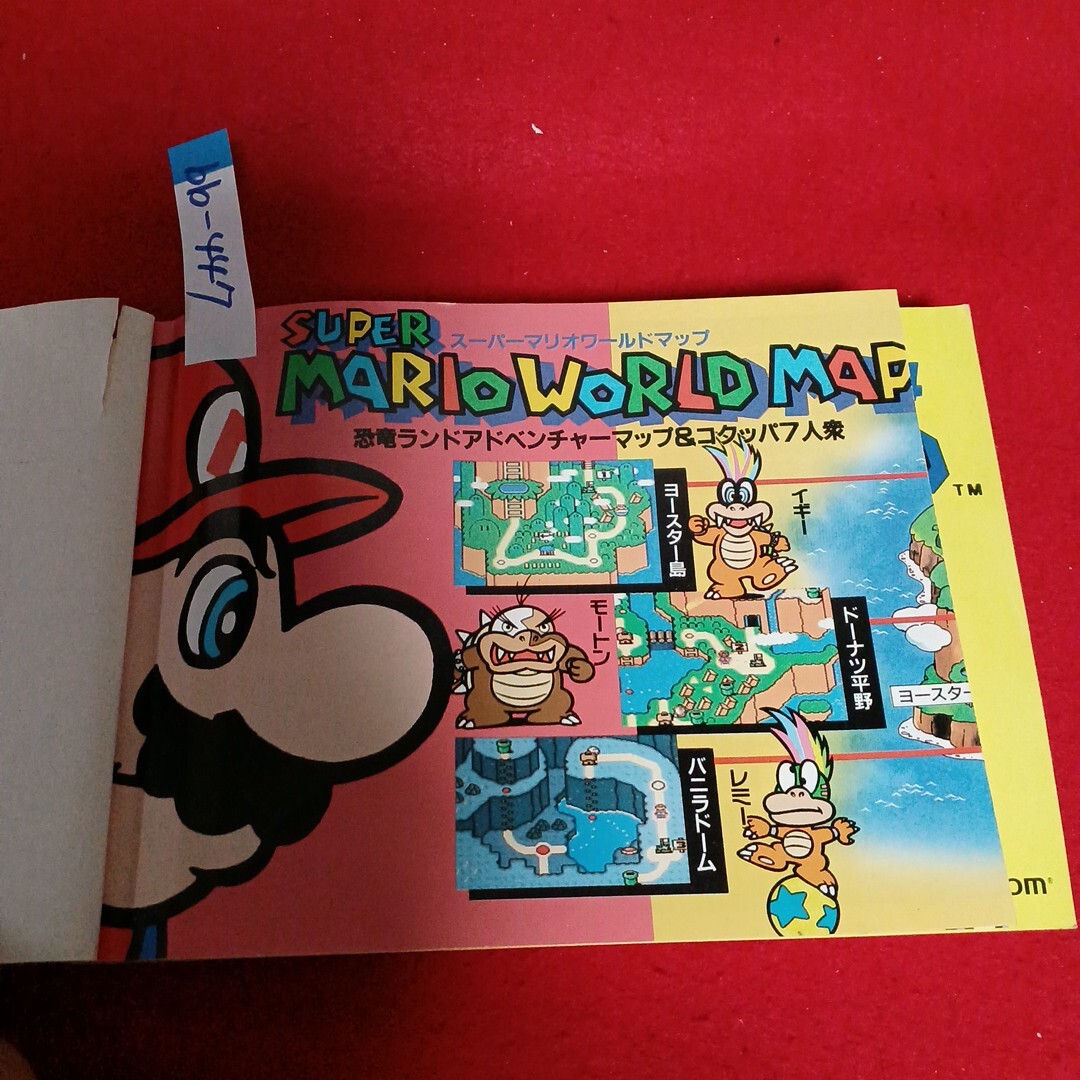 bb-447
SUPER
スーパーマリオワールドマップ
MARIO WORLD MAP
恐竜ランドアドベンチャーマップ&コクッパ7人衆
ヨースター島
イギー
TM
モートン
ドーナツ平野
ヨースター
バニラドーム
レミー
om®